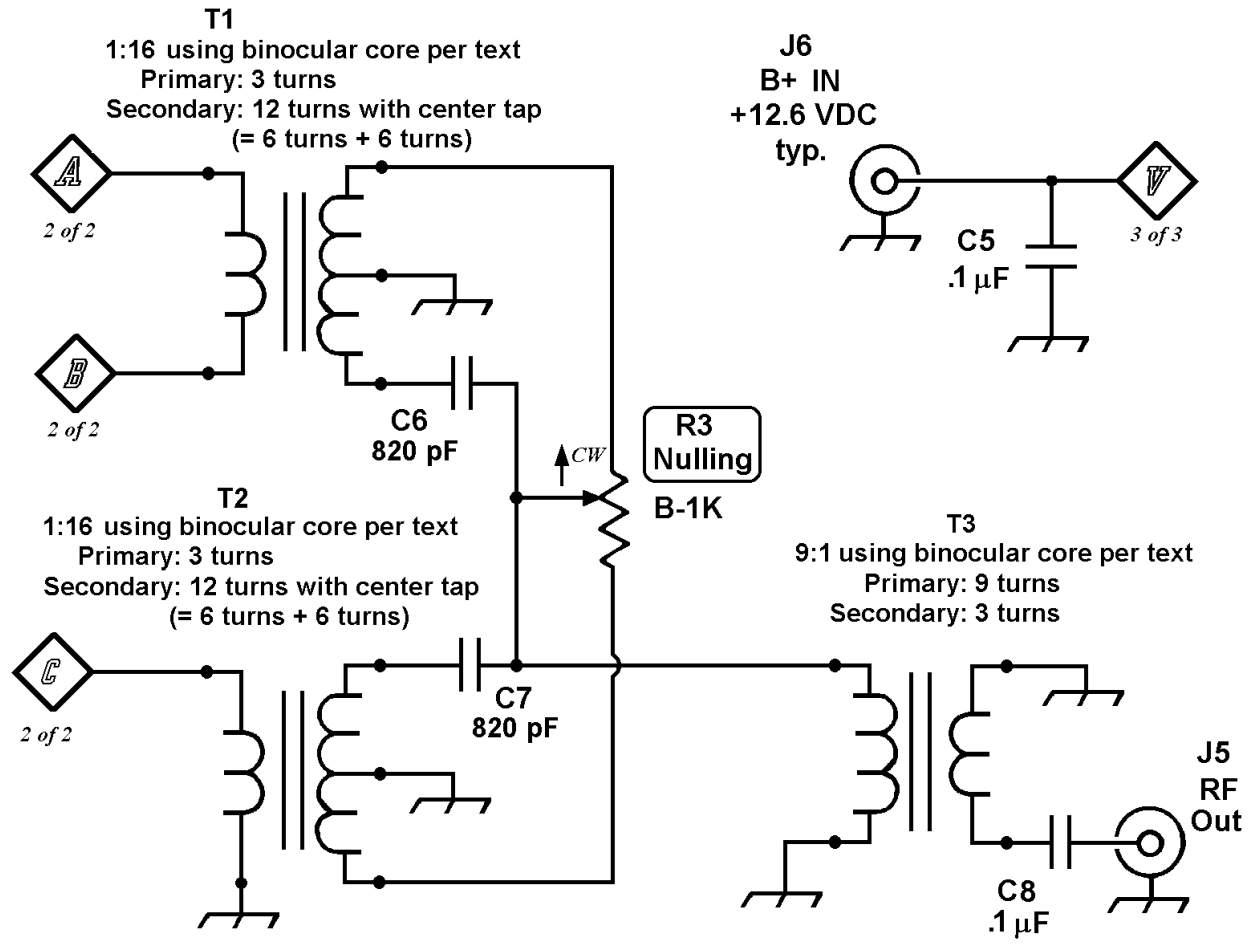 T1
1:16 using binocular core per text
Primary: 3 turns
Secondary: 12 turns with center tap
(= 6 turns + 6 turns)
A
2 of 2
B
2 of 2
C6
820 pF
J6
B+ IN
+12.6 VDC
typ.
V
3 of 3
C5
.1 µF
CW
R3
Nulling
B-1K
T2
1:16 using binocular core per text
Primary: 3 turns
Secondary: 12 turns with center tap
(= 6 turns + 6 turns)
C
2 of 2
C7
820 pF
T3
9:1 using binocular core per text
Primary: 9 turns
Secondary: 3 turns
J5
RF
Out
C8
.1 µF